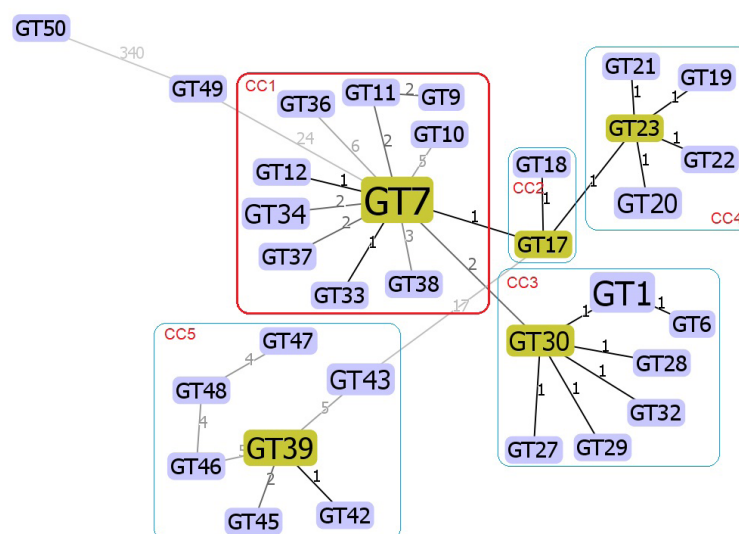 GT50
340
GT49
24
CC1
GT11
2
GT9
GT36
2
GT10
6
5
GT12
1
GT7
GT34
2
GT37
2
1
3
GT33
GT38
1
2
GT18
CC2
1
GT17
1
17
GT21
GT19
1
1
GT23
1
GT22
1
GT20
CC4
CC3
GT1
1
1
GT6
GT30
1
GT28
1
GT32
1
1
GT27
GT29
CC5
GT47
4
GT48
GT43
4
5
GT39
GT46
5
2
1
GT45
GT42